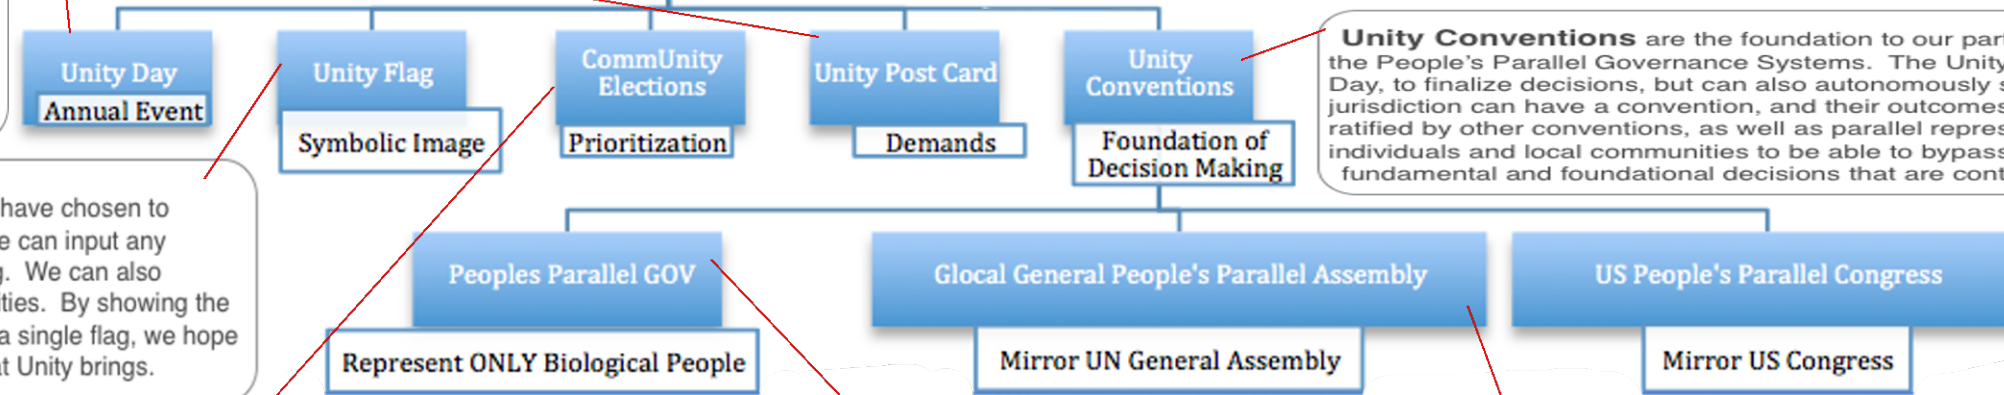 Unity Day
Annual Event
Unity Flag
Symbolic Image
CommUnity
Elections
Prioritization
Unity Post Card
Demands
Unity
Conventions
Foundation of
Decision Making
Unity Conventions are the foundation to our
the People's Parallel Governance Systems. The Unity
Day, to finalize decisions, but can also autonomously
jurisdiction can have a convention, and their outcomes
ratified by other conventions, as well as parallel
individuals and local communities to be able to bypass
fundamental and foundational decisions that are
have chosen to
can input any
We can also
By showing the
a single flag, we hope
Unity brings.
Peoples Parallel GOV
Represent ONLY Biological People
Glocal General People's Parallel Assembly
Mirror UN General Assembly
US People's Parallel Congress
Mirror US Congress